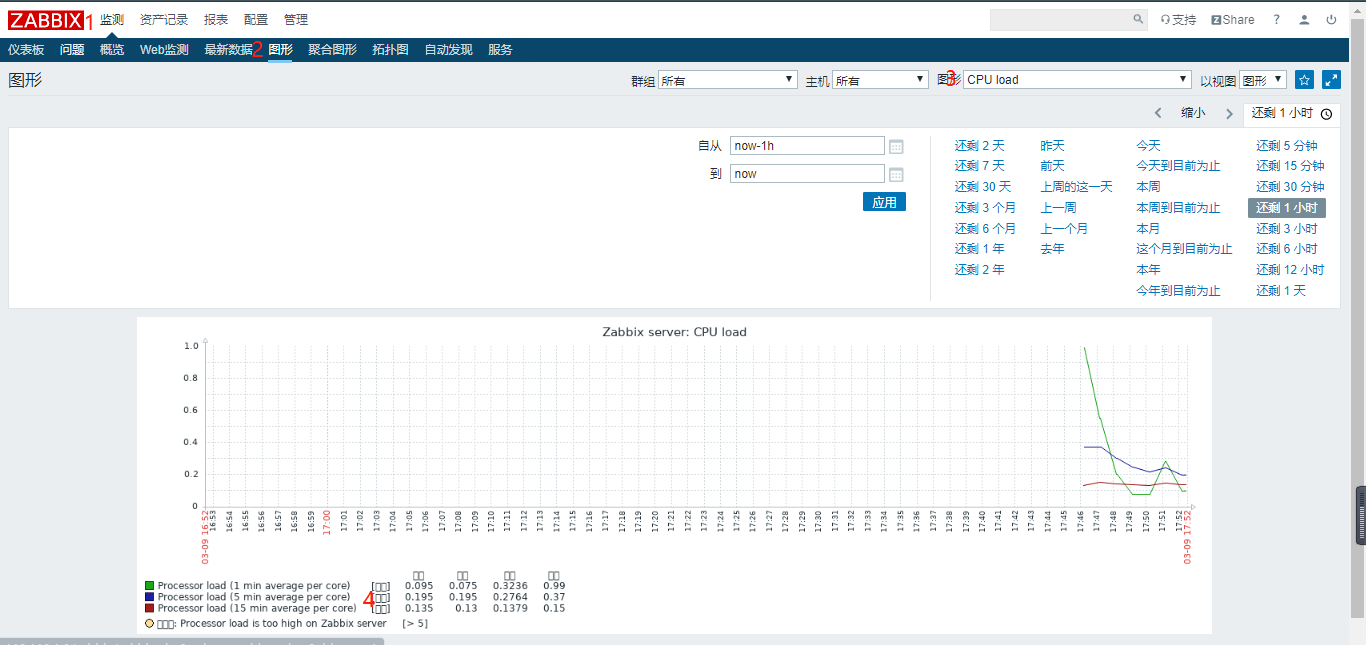 ZABBIX 1 监测 资产记录 报表 配置 管理 支持 Share ?
仪表板 问题 概览 Web监测 最新数据 2 图形 聚合图形 拓扑图 自动发现 服务
图形 群组 所有 主机 所有 图形 3 CPU load 以视图 图形
缩小 还剩 1 小时
自从 now-1h
到 now
应用
还剩 2 天 昨天 今天 还剩 5 分钟
还剩 7 天 前天 今天到目前为止 还剩 15 分钟
还剩 30 天 上周的这一天 本周 还剩 30 分钟
还剩 3 个月 上一周 本周到目前为止 还剩 1 小时
还剩 6 个月 上一个月 本月 还剩 3 小时
还剩 1 年 去年 这个月到目前为止 还剩 6 小时
还剩 2 年 本年 还剩 12 小时
今年到目前为止 还剩 1 天
Zabbix server: CPU load
1.0
0.8
0.6
0.4
0.2
0
03-09 16:52 16:53 16:54 16:55 16:56 16:57 16:58 16:59 17:00 17:01 17:02 17:03 17:04 17:05 17:06 17:07 17:08 17:09 17:10 17:11 17:12 17:13 17:14 17:15 17:16 17:17 17:18 17:19 17:20 17:21 17:22 17:23 17:24 17:25 17:26 17:27 17:28 17:29 17:30 17:31 17:32 17:33 17:34 17:35 17:36 17:37 17:38 17:39 17:40 17:41 17:42 17:43 17:44 17:45 17:46 17:47 17:48 17:49 17:50 17:51 17:52 03-09 17:52
□□ □□ □□ □□
Processor load (1 min average per core) [□□] 0.095 0.075 0.3236 0.99
Processor load (5 min average per core) 4 [□□] 0.195 0.195 0.2764 0.37
Processor load (15 min average per core) [□□] 0.135 0.13 0.1379 0.15
□□□: Processor load is too high on Zabbix server [> 5]